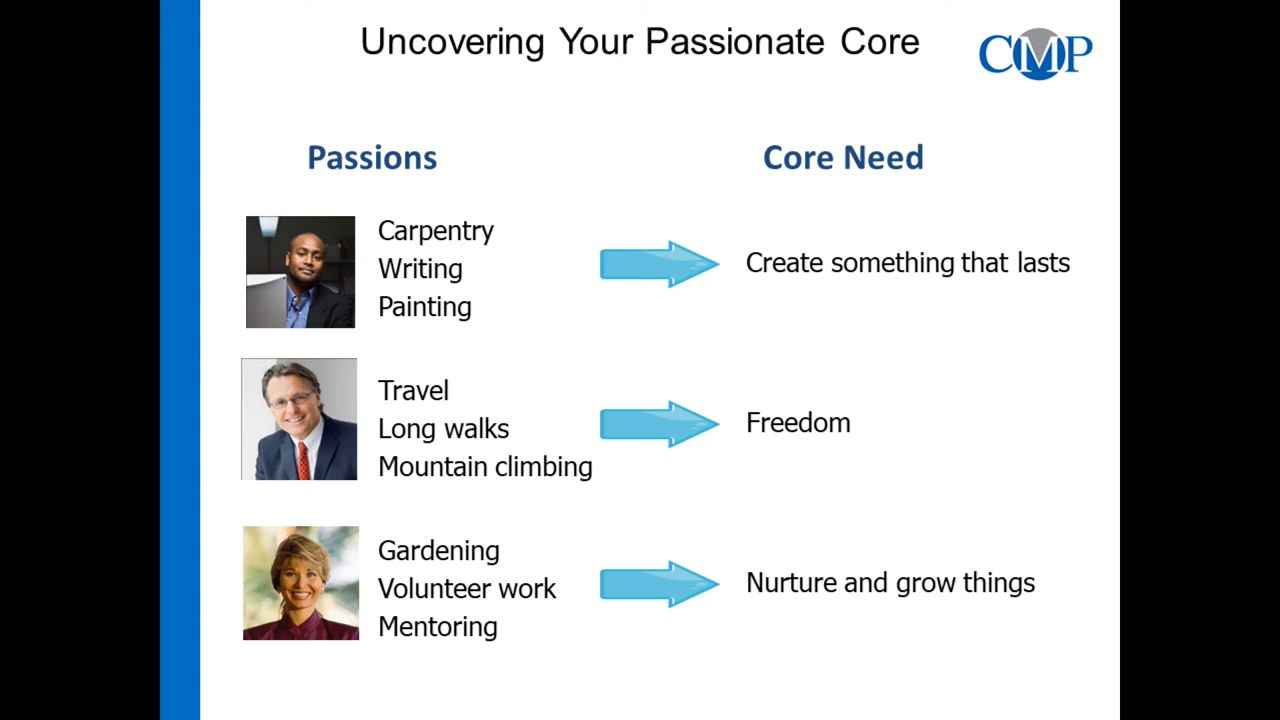 Uncovering Your Passionate Core
CMP
Passions
Core Need
Carpentry
Writing
Painting
Create something that lasts
Travel
Long walks
Mountain climbing
Freedom
Gardening
Volunteer work
Mentoring
Nurture and grow things